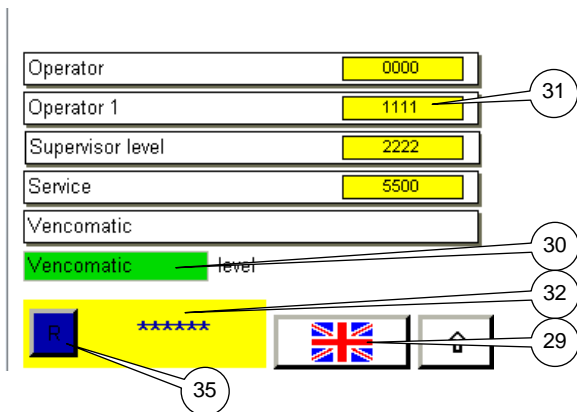 Operator 0000
31
Operator 1 1111
Supervisor level 2222
Service 5500
Vencomatic
30
Vencomatic level
32
R ******
29
35